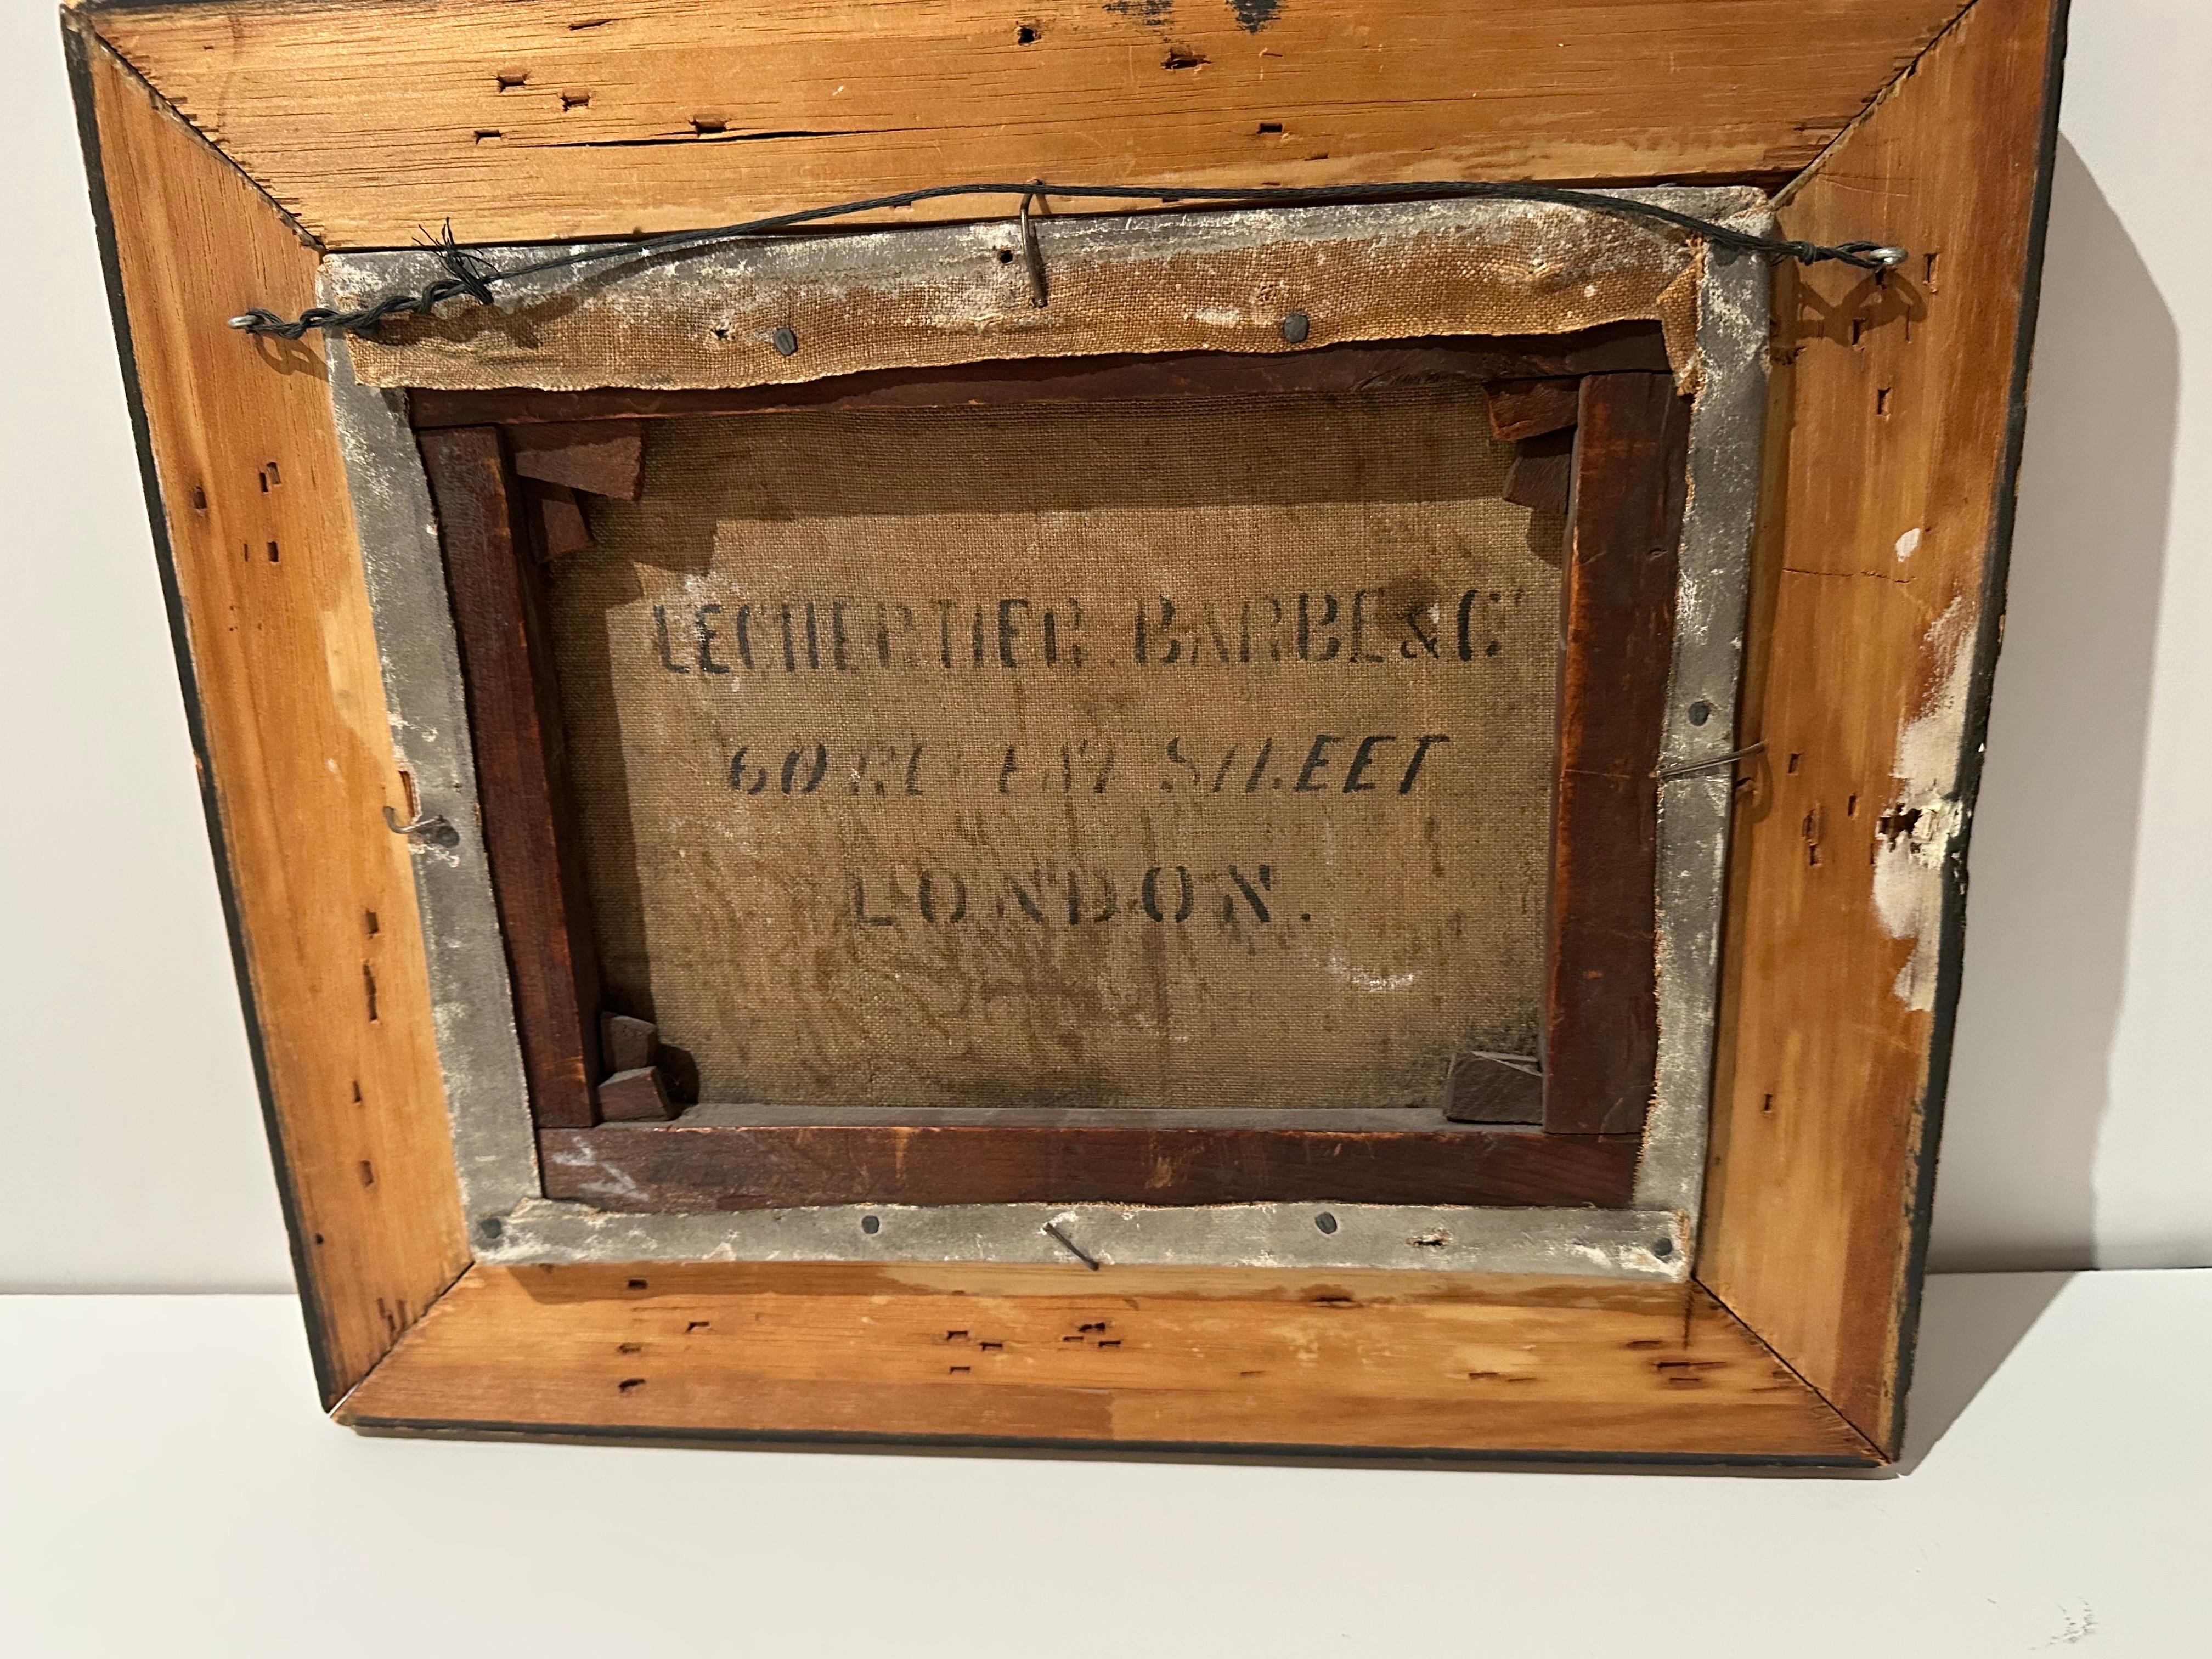 LECHERTIER BARBE & Cº
60 REGENT STREET
LONDON.